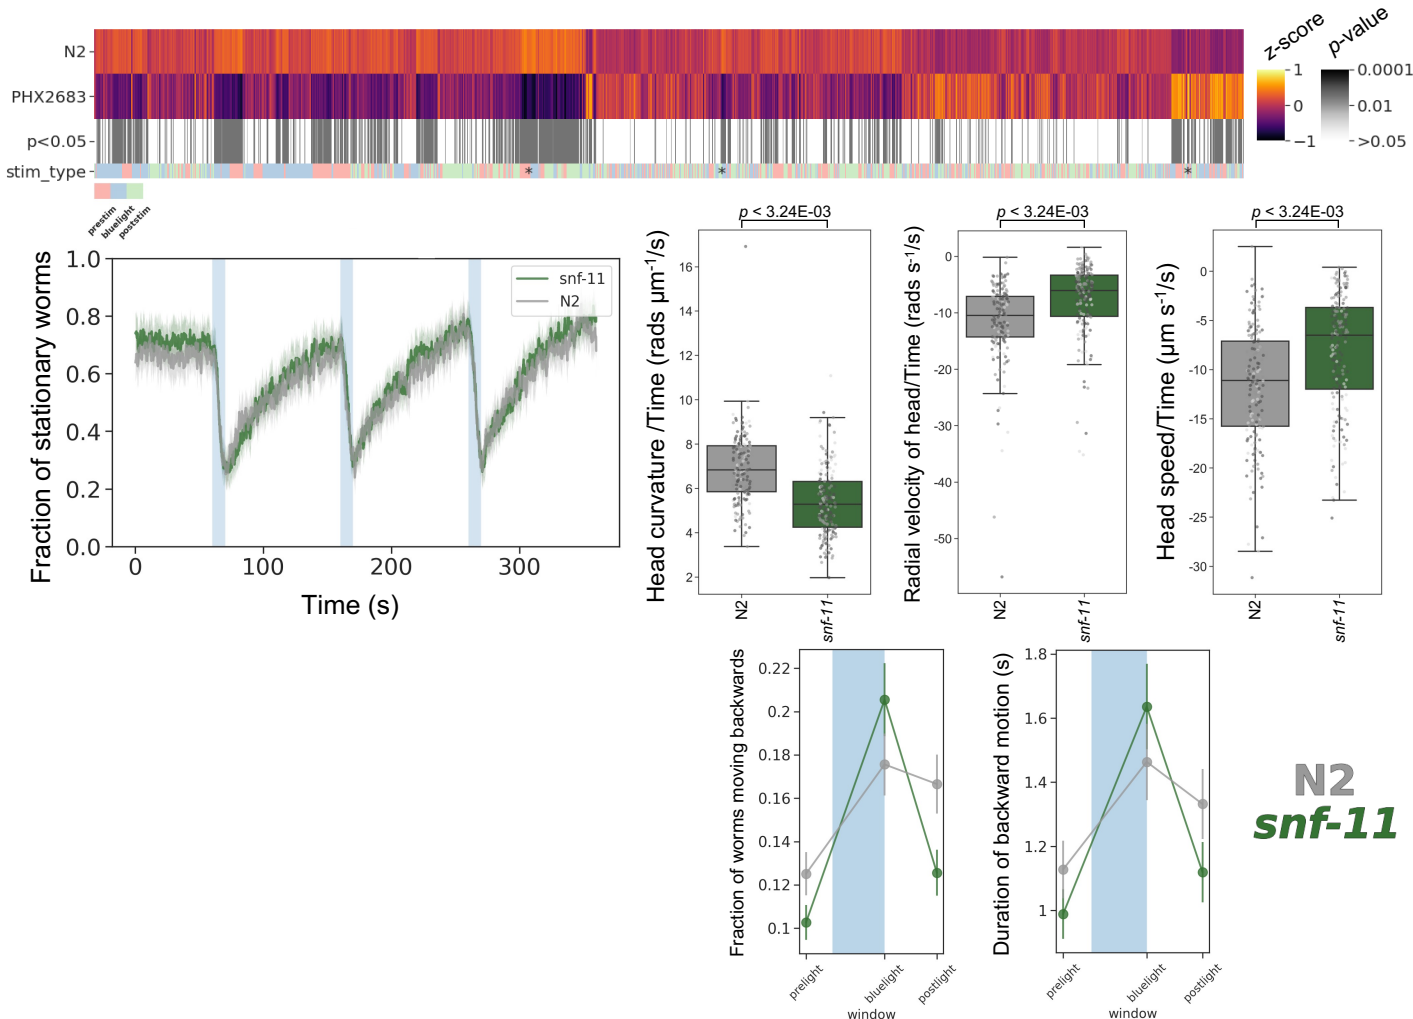 z-score
p-value
N2
PHX2683
p<0.05
stim_type
* * *
1
0
−1
0.0001
0.01
>0.05
prestim
bluelight
poststim
Fraction of stationary worms
1.0
0.8
0.6
0.4
0.2
0.0
snf-11
N2
0 100 200 300
Time (s)
p < 3.24E-03
Head curvature /Time (rads μm⁻¹/s)
16
14
12
10
8
6
4
2
N2
snf-11
p < 3.24E-03
Radial velocity of head/Time (rads s⁻¹/s)
0
-10
-20
-30
-40
-50
N2
snf-11
p < 3.24E-03
Head speed/Time (μm s⁻¹/s)
0
-5
-10
-15
-20
-25
-30
N2
snf-11
Fraction of worms moving backwards
0.22
0.2
0.18
0.16
0.14
0.12
0.1
prelight
bluelight
postlight
window
Duration of backward motion (s)
1.8
1.6
1.4
1.2
1
prelight
bluelight
postlight
window
N2
snf-11